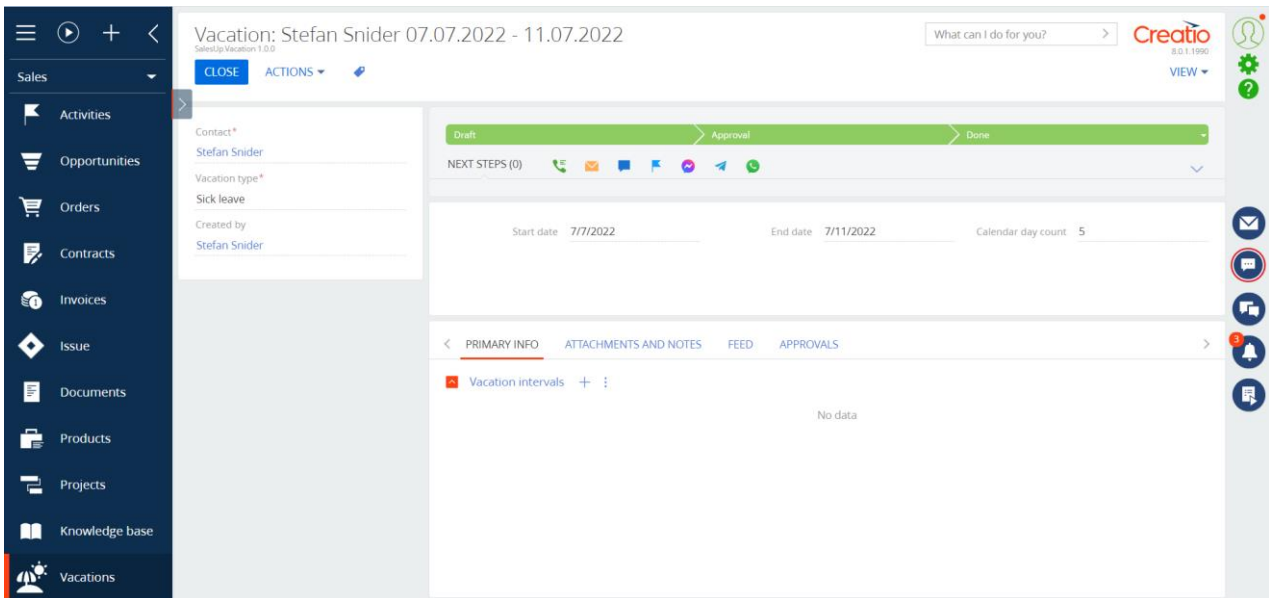 Vacation: Stefan Snider 07.07.2022 - 11.07.2022
SalesUp Vacation 1.0.0
What can I do for you?
Creatio
8.0.1.1990
CLOSE ACTIONS
VIEW
Sales
Activities
Opportunities
Orders
Contracts
Invoices
Issue
Documents
Products
Projects
Knowledge base
Vacations
Contact*
Stefan Snider
Vacation type*
Sick leave
Created by
Stefan Snider
Draft Approval Done
NEXT STEPS (0)
Start date 7/7/2022 End date 7/11/2022 Calendar day count 5
PRIMARY INFO ATTACHMENTS AND NOTES FEED APPROVALS
Vacation intervals
No data
3